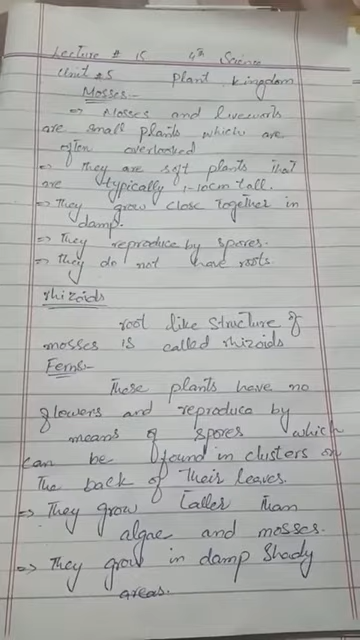 Lecture # 15 4th Science
Unit #5 Plant Kingdom
Mosses:-
⇒ Mosses and liveworts
are small plants which are
often overlooked
⇒ They are soft plants that
are typically 1-10cm tall.
⇒ They grow close together in
damp.
⇒ They reproduce by spores.
⇒ They do not have roots.
rhizoids
root like structure of
mosses is called rhizoids
Ferns:-
These plants have no
flowers and reproduce by
means of spores which
can be found in clusters on
the back of their leaves.
⇒ They grow taller than
algae and mosses.
⇒ They grow in damp shady
areas.